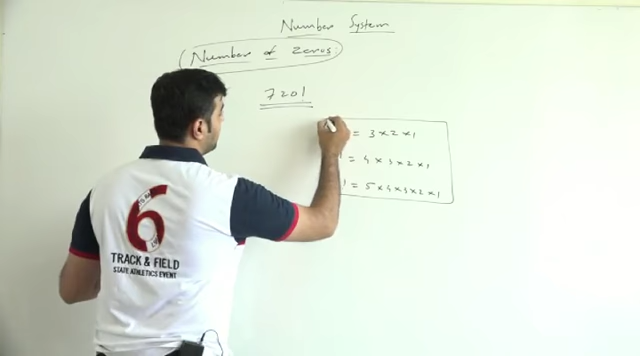 Number System
(Number of Zeros:
720!
= 3×2×1
! = 4×3×2×1
! = 5×4×3×2×1
6
TRACK & FIELD
STATE ATHLETICS EVENT